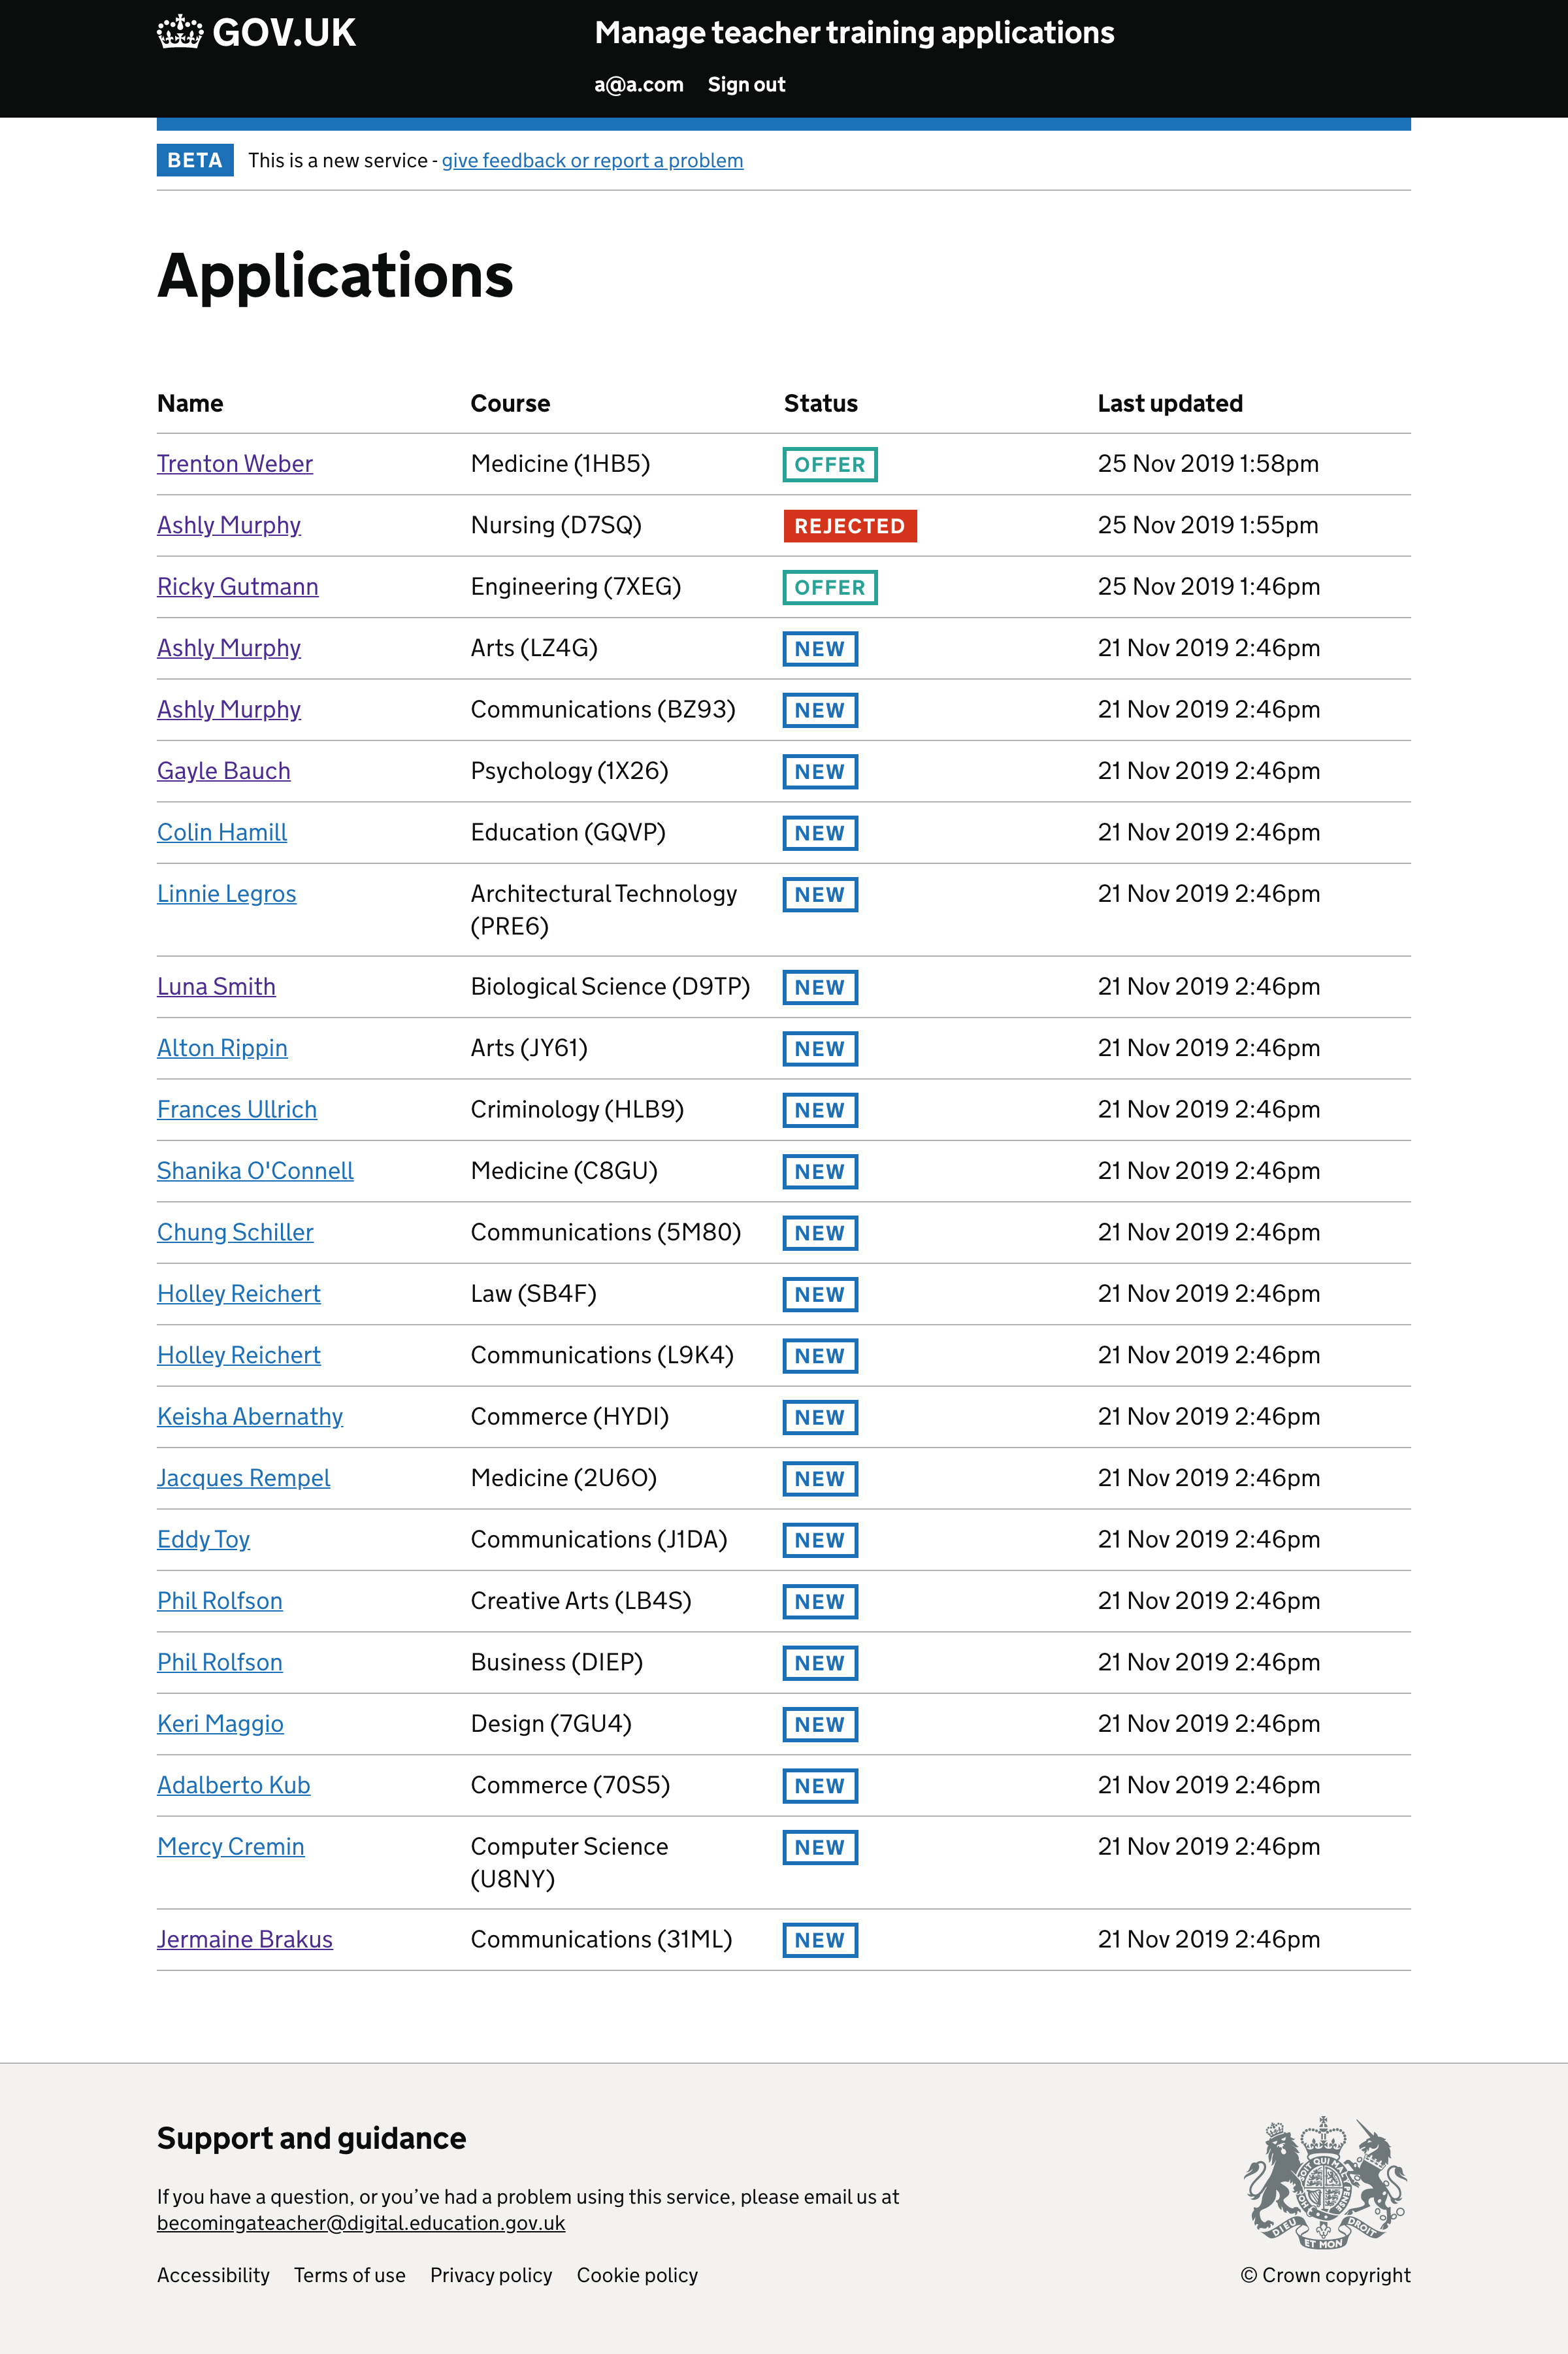 GOV.UK
Manage teacher training applications
a@a.com Sign out
BETA This is a new service - give feedback or report a problem
Applications
Name Course Status Last updated
Trenton Weber Medicine (1HB5) OFFER 25 Nov 2019 1:58pm
Ashly Murphy Nursing (D7SQ) REJECTED 25 Nov 2019 1:55pm
Ricky Gutmann Engineering (7XEG) OFFER 25 Nov 2019 1:46pm
Ashly Murphy Arts (LZ4G) NEW 21 Nov 2019 2:46pm
Ashly Murphy Communications (BZ93) NEW 21 Nov 2019 2:46pm
Gayle Bauch Psychology (1X26) NEW 21 Nov 2019 2:46pm
Colin Hamill Education (GQVP) NEW 21 Nov 2019 2:46pm
Linnie Legros Architectural Technology NEW 21 Nov 2019 2:46pm
(PRE6)
Luna Smith Biological Science (D9TP) NEW 21 Nov 2019 2:46pm
Alton Rippin Arts (JY61) NEW 21 Nov 2019 2:46pm
Frances Ullrich Criminology (HLB9) NEW 21 Nov 2019 2:46pm
Shanika O'Connell Medicine (C8GU) NEW 21 Nov 2019 2:46pm
Chung Schiller Communications (5M80) NEW 21 Nov 2019 2:46pm
Holley Reichert Law (SB4F) NEW 21 Nov 2019 2:46pm
Holley Reichert Communications (L9K4) NEW 21 Nov 2019 2:46pm
Keisha Abernathy Commerce (HYDI) NEW 21 Nov 2019 2:46pm
Jacques Rempel Medicine (2U6O) NEW 21 Nov 2019 2:46pm
Eddy Toy Communications (J1DA) NEW 21 Nov 2019 2:46pm
Phil Rolfson Creative Arts (LB4S) NEW 21 Nov 2019 2:46pm
Phil Rolfson Business (DIEP) NEW 21 Nov 2019 2:46pm
Keri Maggio Design (7GU4) NEW 21 Nov 2019 2:46pm
Adalberto Kub Commerce (70S5) NEW 21 Nov 2019 2:46pm
Mercy Cremin Computer Science NEW 21 Nov 2019 2:46pm
(U8NY)
Jermaine Brakus Communications (31ML) NEW 21 Nov 2019 2:46pm
Support and guidance
If you have a question, or you’ve had a problem using this service, please email us at
becomingateacher@digital.education.gov.uk
Accessibility Terms of use Privacy policy Cookie policy
DIEU ET MON DROIT
© Crown copyright